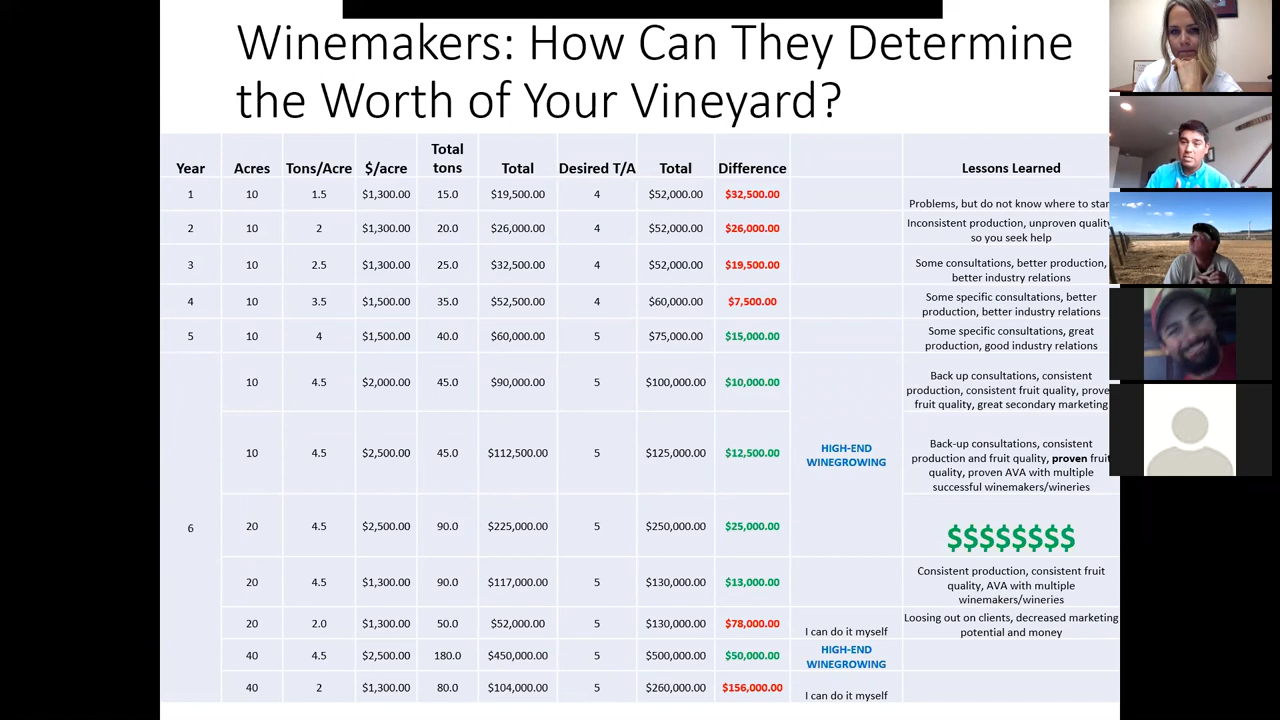 Winemakers: How Can They Determine
the Worth of Your Vineyard?
Year Acres Tons/Acre $/acre Total tons Total Desired T/A Total Difference Lessons Learned
1 10 1.5 $1,300.00 15.0 $19,500.00 4 $52,000.00 $32,500.00
Problems, but do not know where to star
2 10 2 $1,300.00 20.0 $26,000.00 4 $52,000.00 $26,000.00
Inconsistent production, unproven quality
so you seek help
3 10 2.5 $1,300.00 25.0 $32,500.00 4 $52,000.00 $19,500.00
Some consultations, better production,
better industry relations
4 10 3.5 $1,500.00 35.0 $52,500.00 4 $60,000.00 $7,500.00
Some specific consultations, better
production, better industry relations
5 10 4 $1,500.00 40.0 $60,000.00 5 $75,000.00 $15,000.00
Some specific consultations, great
production, good industry relations
6
10 4.5 $2,000.00 45.0 $90,000.00 5 $100,000.00 $10,000.00
Back up consultations, consistent
production, consistent fruit quality, prove
fruit quality, great secondary marketing
10 4.5 $2,500.00 45.0 $112,500.00 5 $125,000.00 $12,500.00
HIGH-END
WINEGROWING
Back-up consultations, consistent
production and fruit quality, proven fruit
quality, proven AVA with multiple
successful winemakers/wineries
20 4.5 $2,500.00 90.0 $225,000.00 5 $250,000.00 $25,000.00
$$$$$$$$
20 4.5 $1,300.00 90.0 $117,000.00 5 $130,000.00 $13,000.00
Consistent production, consistent fruit
quality, AVA with multiple
winemakers/wineries
20 2.0 $1,300.00 50.0 $52,000.00 5 $130,000.00 $78,000.00
I can do it myself
Loosing out on clients, decreased marketing
potential and money
40 4.5 $2,500.00 180.0 $450,000.00 5 $500,000.00 $50,000.00
HIGH-END
WINEGROWING
40 2 $1,300.00 80.0 $104,000.00 5 $260,000.00 $156,000.00
I can do it myself